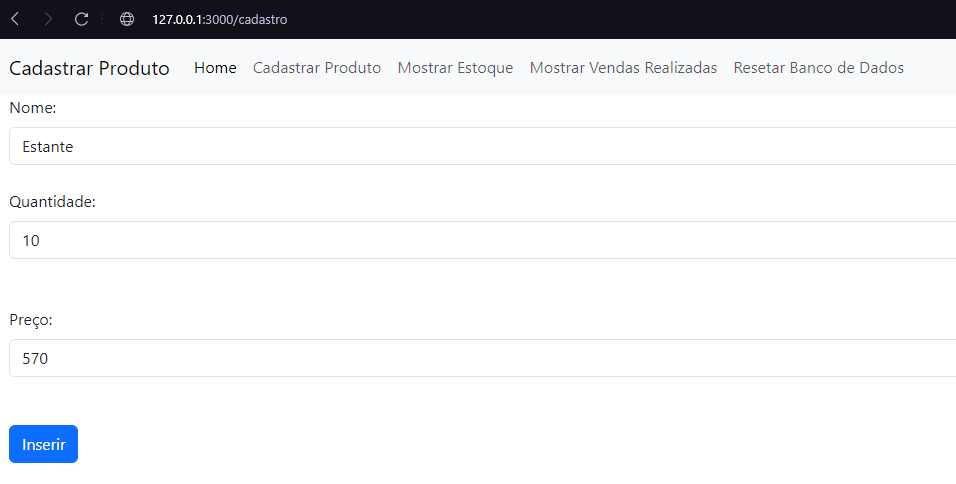 127.0.0.1:3000/cadastro
Cadastrar Produto Home Cadastrar Produto Mostrar Estoque Mostrar Vendas Realizadas Resetar Banco de Dados
Nome:
Estante
Quantidade:
10
Preço:
570
Inserir